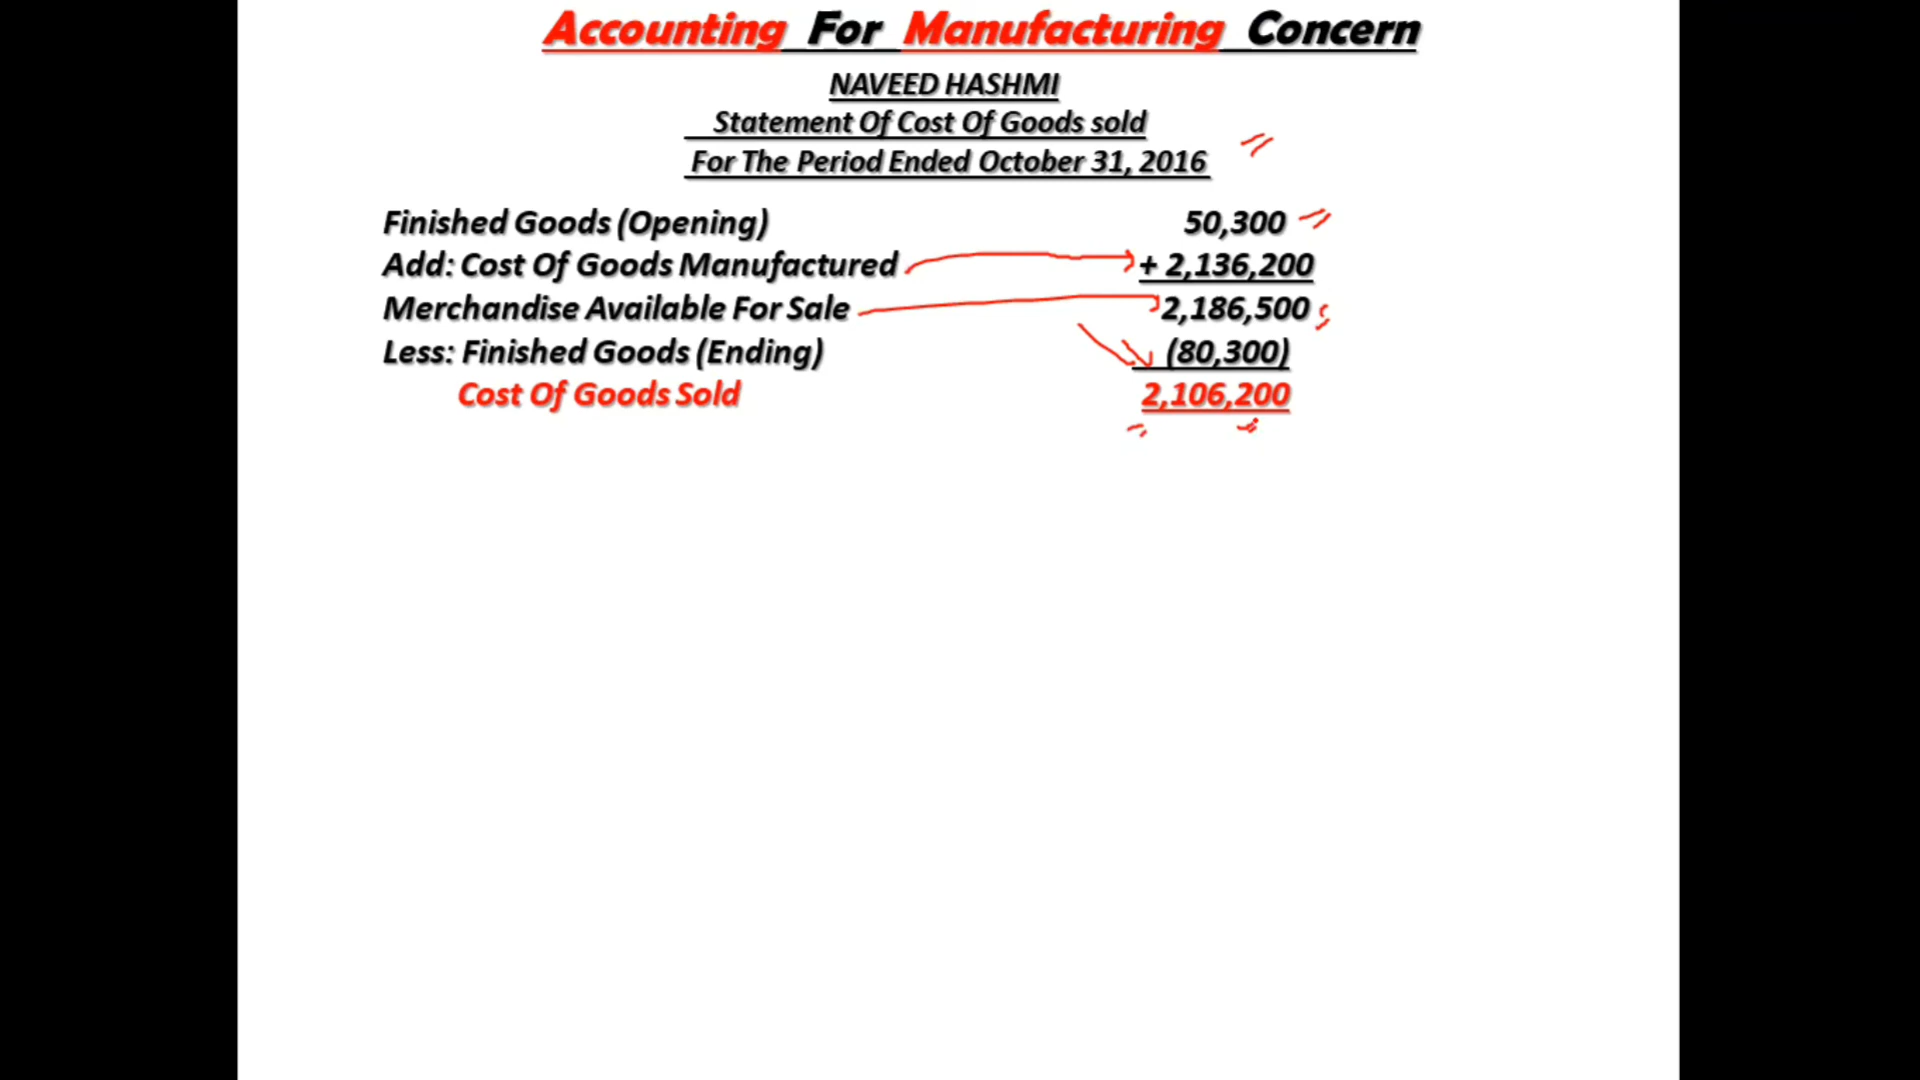 Accounting For Manufacturing Concern
NAVEED HASHMI
Statement Of Cost Of Goods sold
For The Period Ended October 31, 2016
Finished Goods (Opening) 50,300
Add: Cost Of Goods Manufactured + 2,136,200
Merchandise Available For Sale 2,186,500
Less: Finished Goods (Ending) (80,300)
Cost Of Goods Sold 2,106,200